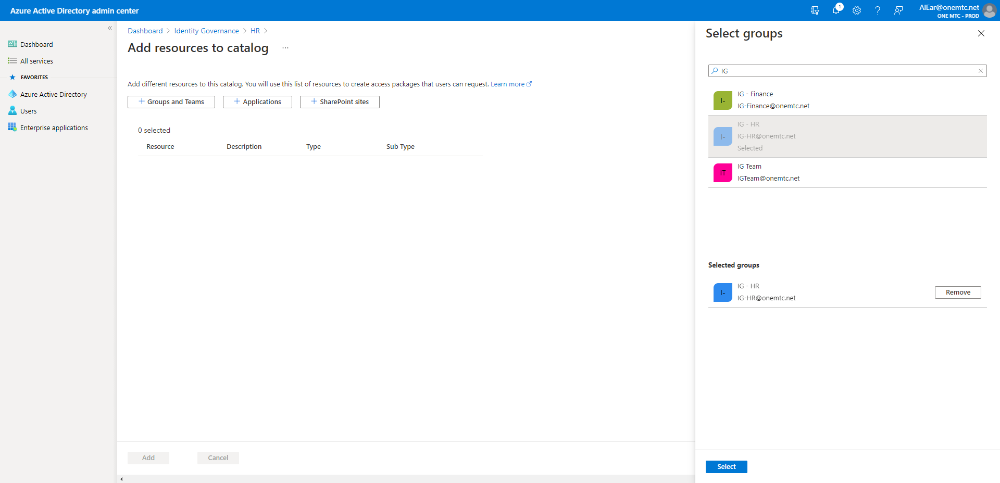 Azure Active Directory admin center
1
AlEar@onemtc.net
ONE MTC - PROD
Dashboard
All services
FAVORITES
Azure Active Directory
Users
Enterprise applications
Dashboard > Identity Governance > HR >
Add resources to catalog ...
Add different resources to this catalog. You will use this list of resources to create access packages that users can request. Learn more
+ Groups and Teams
+ Applications
+ SharePoint sites
0 selected
Resource Description Type Sub Type
Add Cancel
Select groups
IG
I- IG - Finance
IG-Finance@onemtc.net
I- IG - HR
IG-HR@onemtc.net
Selected
IT IG Team
IGTeam@onemtc.net
Selected groups
I- IG - HR
IG-HR@onemtc.net
Remove
Select